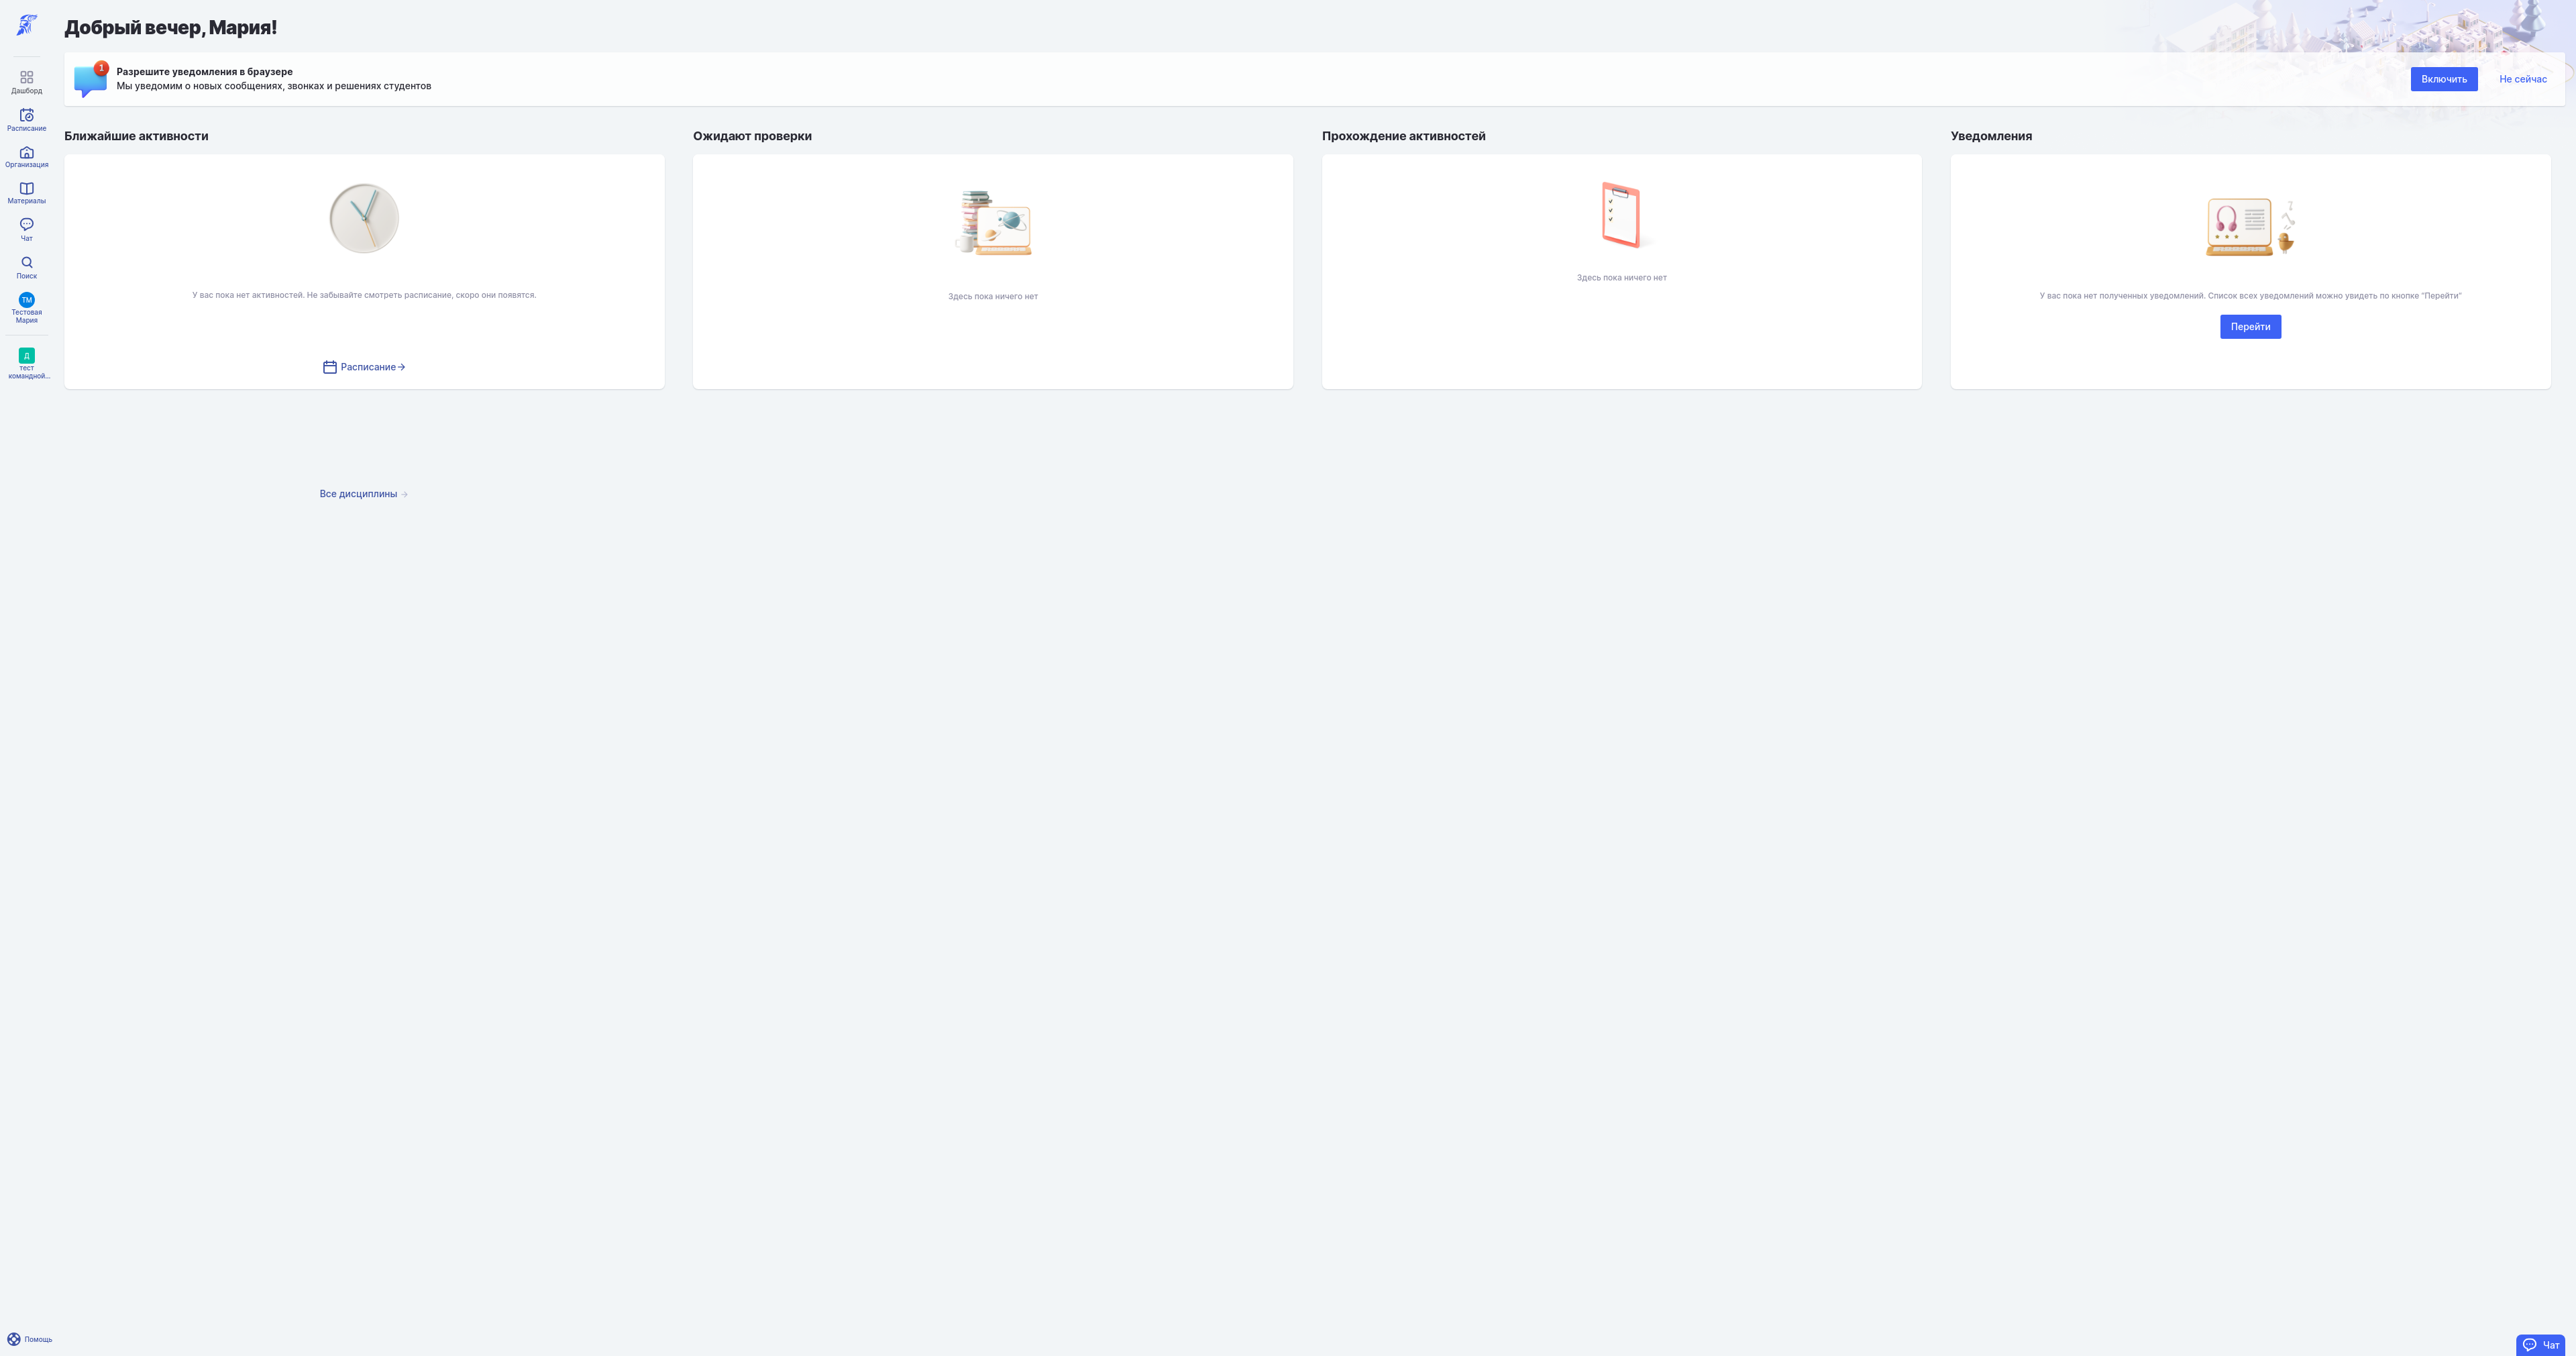 Добрый вечер, Мария!
1
Разрешите уведомления в браузере
Мы уведомим о новых сообщениях, звонках и решениях студентов
Включить
Не сейчас
Дашборд
Расписание
Организация
Материалы
Чат
Поиск
ТМ
Тестовая
Мария
Д
тест
командной...
Ближайшие активности
У вас пока нет активностей. Не забывайте смотреть расписание, скоро они появятся.
Расписание
Ожидают проверки
Здесь пока ничего нет
Прохождение активностей
Здесь пока ничего нет
Уведомления
У вас пока нет полученных уведомлений. Список всех уведомлений можно увидеть по кнопке "Перейти"
Перейти
Все дисциплины
Помощь
Чат